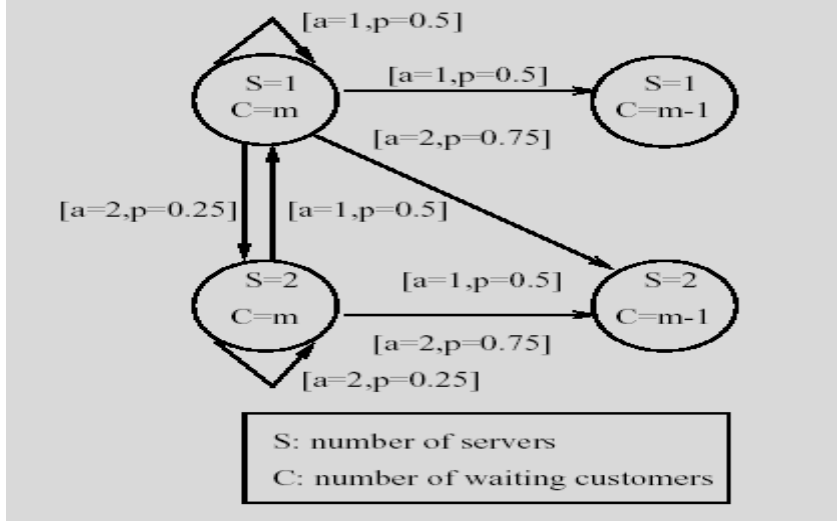 [a=1,p=0.5]
S=1
C=m
[a=1,p=0.5]
S=1
C=m-1
[a=2,p=0.75]
[a=2,p=0.25]
[a=1,p=0.5]
S=2
C=m
[a=1,p=0.5]
S=2
C=m-1
[a=2,p=0.75]
[a=2,p=0.25]
S: number of servers
C: number of waiting customers